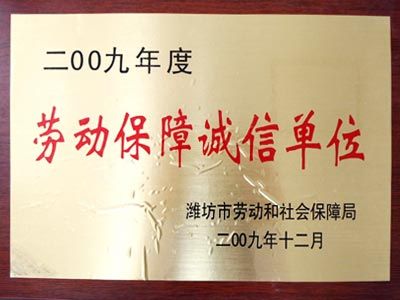 二00九年度
劳动保障诚信单位
潍坊市劳动和社会保障局
二00九年十二月